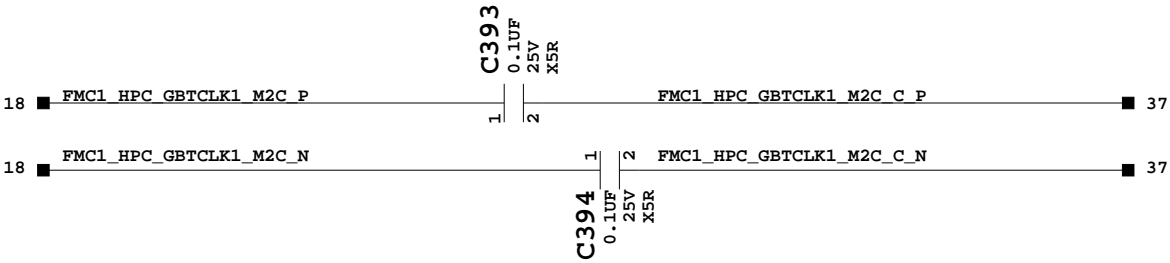 C393
0.1UF
25V
X5R
18 FMC1_HPC_GBTCLK1_M2C_P FMC1_HPC_GBTCLK1_M2C_C_P 37
1 2
18 FMC1_HPC_GBTCLK1_M2C_N 1 2 FMC1_HPC_GBTCLK1_M2C_C_N 37
C394
0.1UF
25V
X5R